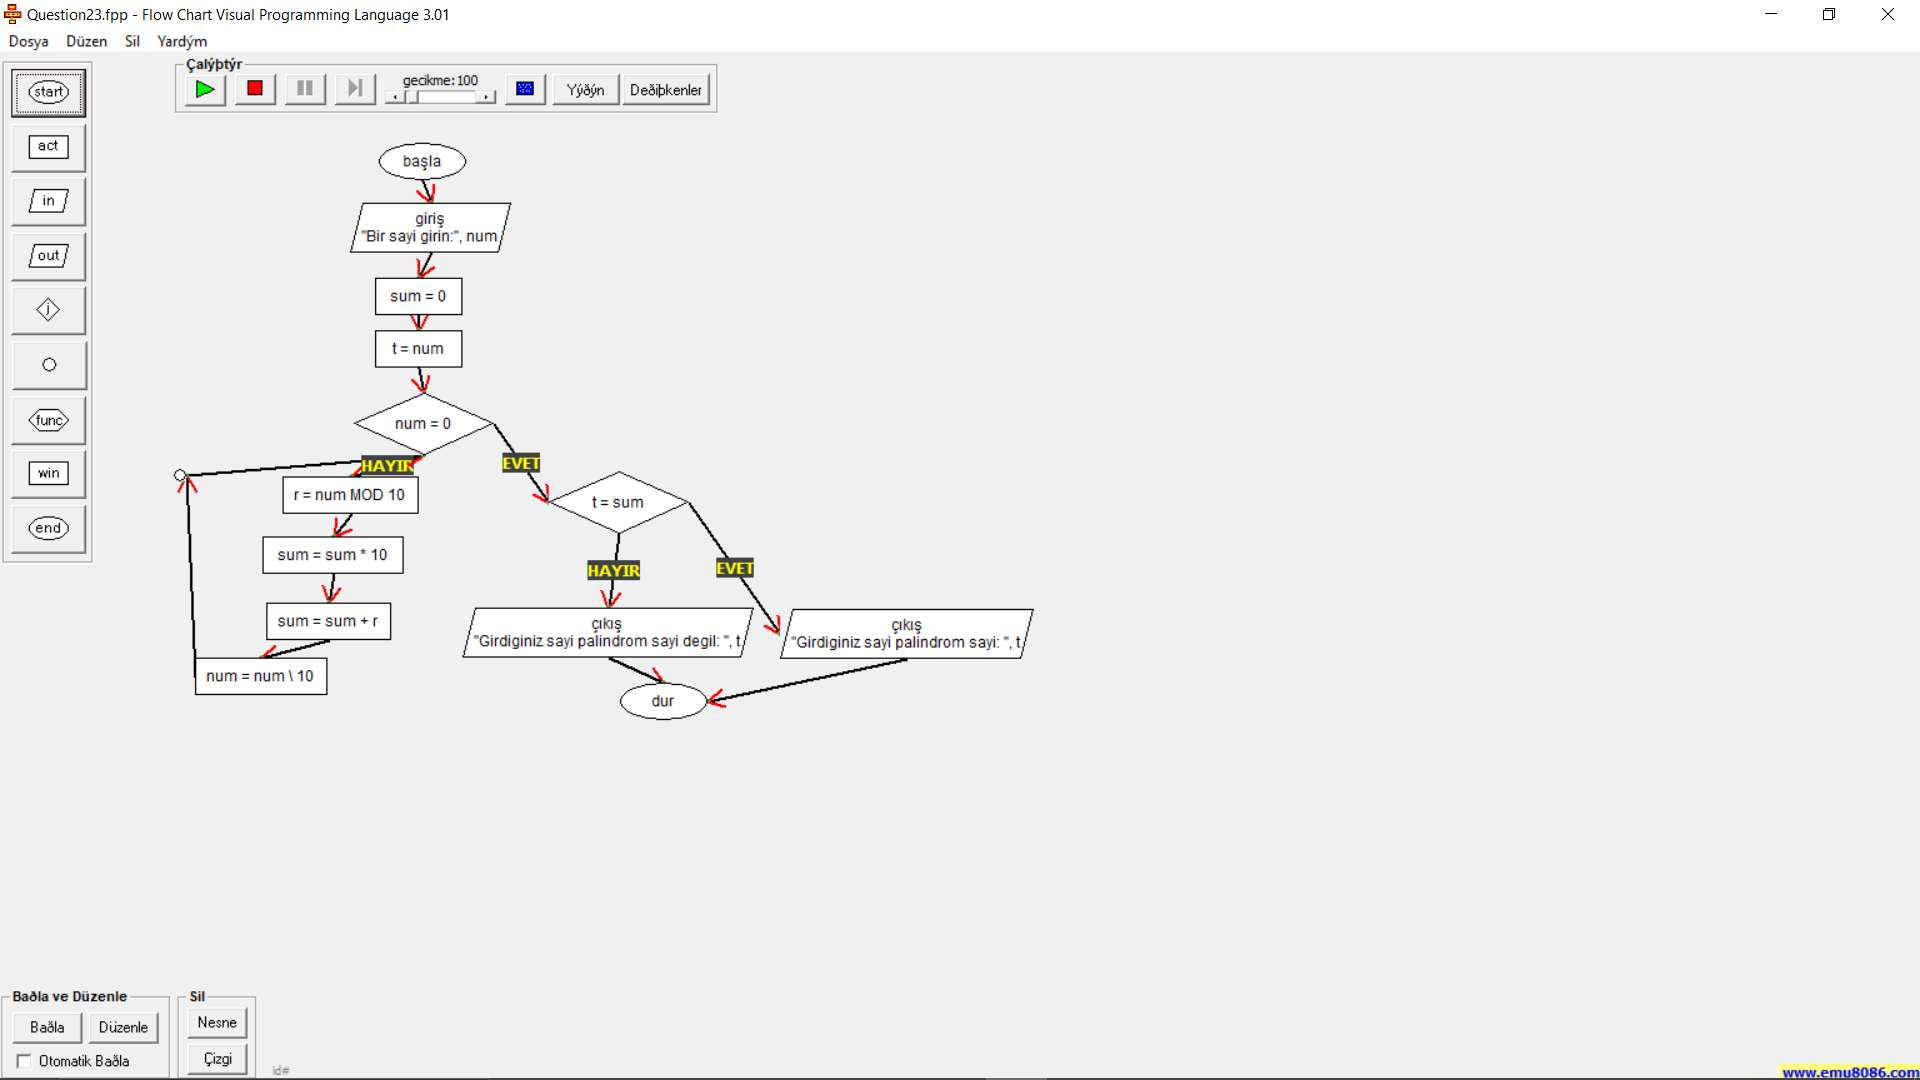 Question23.fpp - Flow Chart Visual Programming Language 3.01
Dosya Düzen Sil Yardým
Çalýþtýr
gecikme:100
Yýðýn
Deðiþkenler
start
act
in
out
j
func
win
end
başla
giriş
"Bir sayi girin:", num
sum = 0
t = num
num = 0
HAYIR
EVET
r = num MOD 10
sum = sum * 10
sum = sum + r
num = num \ 10
t = sum
HAYIR
EVET
çıkış
"Girdiginiz sayi palindrom sayi degil: ", t
çıkış
"Girdiginiz sayi palindrom sayi: ", t
dur
Baðla ve Düzenle
Baðla
Düzenle
Otomatik Baðla
Sil
Nesne
Çizgi
id#
www.emu8086.com